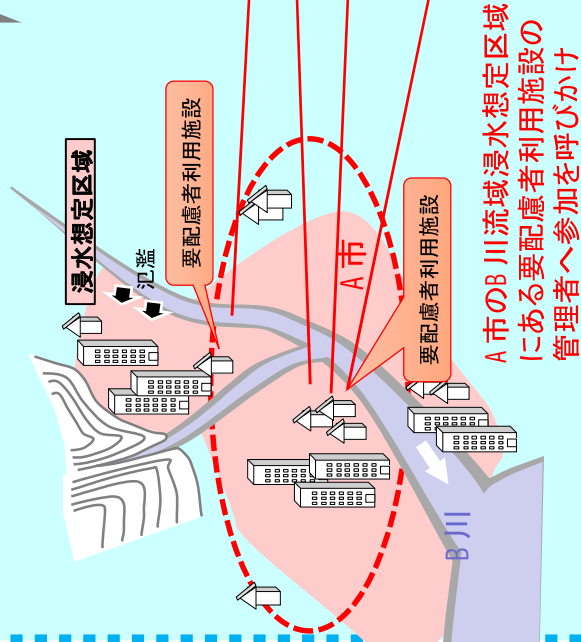 浸水想定区域
氾濫
要配慮者利用施設
A市
要配慮者利用施設
B川
A市のB川流域浸水想定区域
にある要配慮者利用施設の
管理者へ参加を呼びかけ